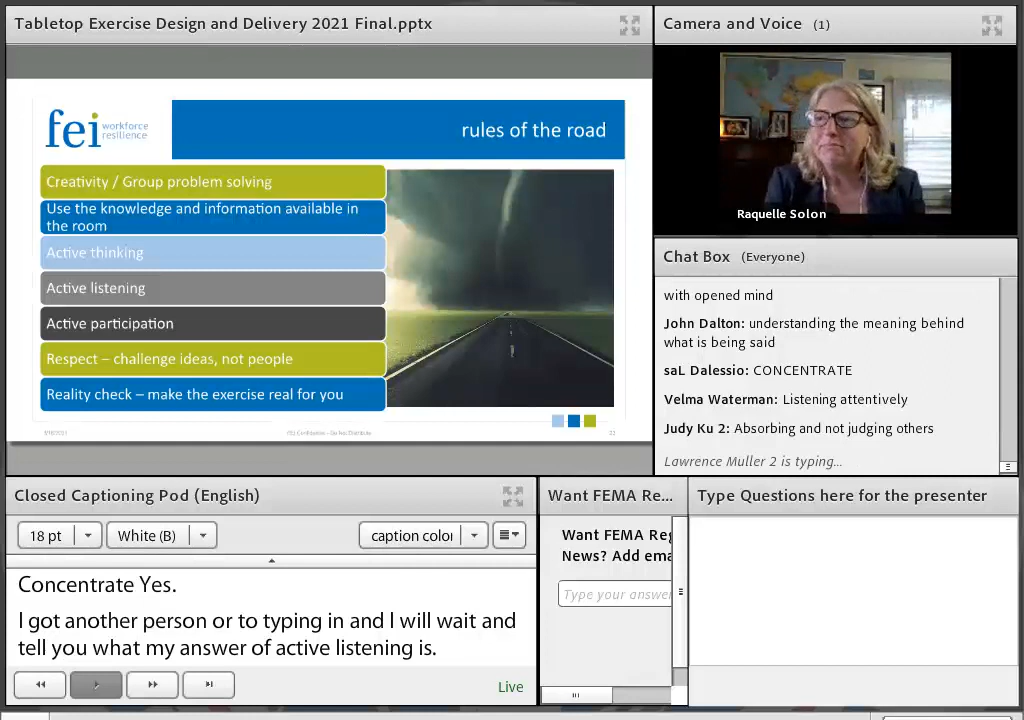 Tabletop Exercise Design and Delivery 2021 Final.pptx
fei workforce
resilience
rules of the road
Creativity / Group problem solving
Use the knowledge and information available in
the room
Active thinking
Active listening
Active participation
Respect – challenge ideas, not people
Reality check – make the exercise real for you
Camera and Voice (1)
Raquelle Solon
Chat Box (Everyone)
with opened mind
John Dalton: understanding the meaning behind
what is being said
saL Dalessio: CONCENTRATE
Velma Waterman: Listening attentively
Judy Ku 2: Absorbing and not judging others
Lawrence Muller 2 is typing...
Closed Captioning Pod (English)
18 pt
White (B)
caption colo
Concentrate Yes.
I got another person or to typing in and I will wait and
tell you what my answer of active listening is.
Live
Want FEMA Re...
Want FEMA Reg
News? Add ema
Type your answer
Type Questions here for the presenter